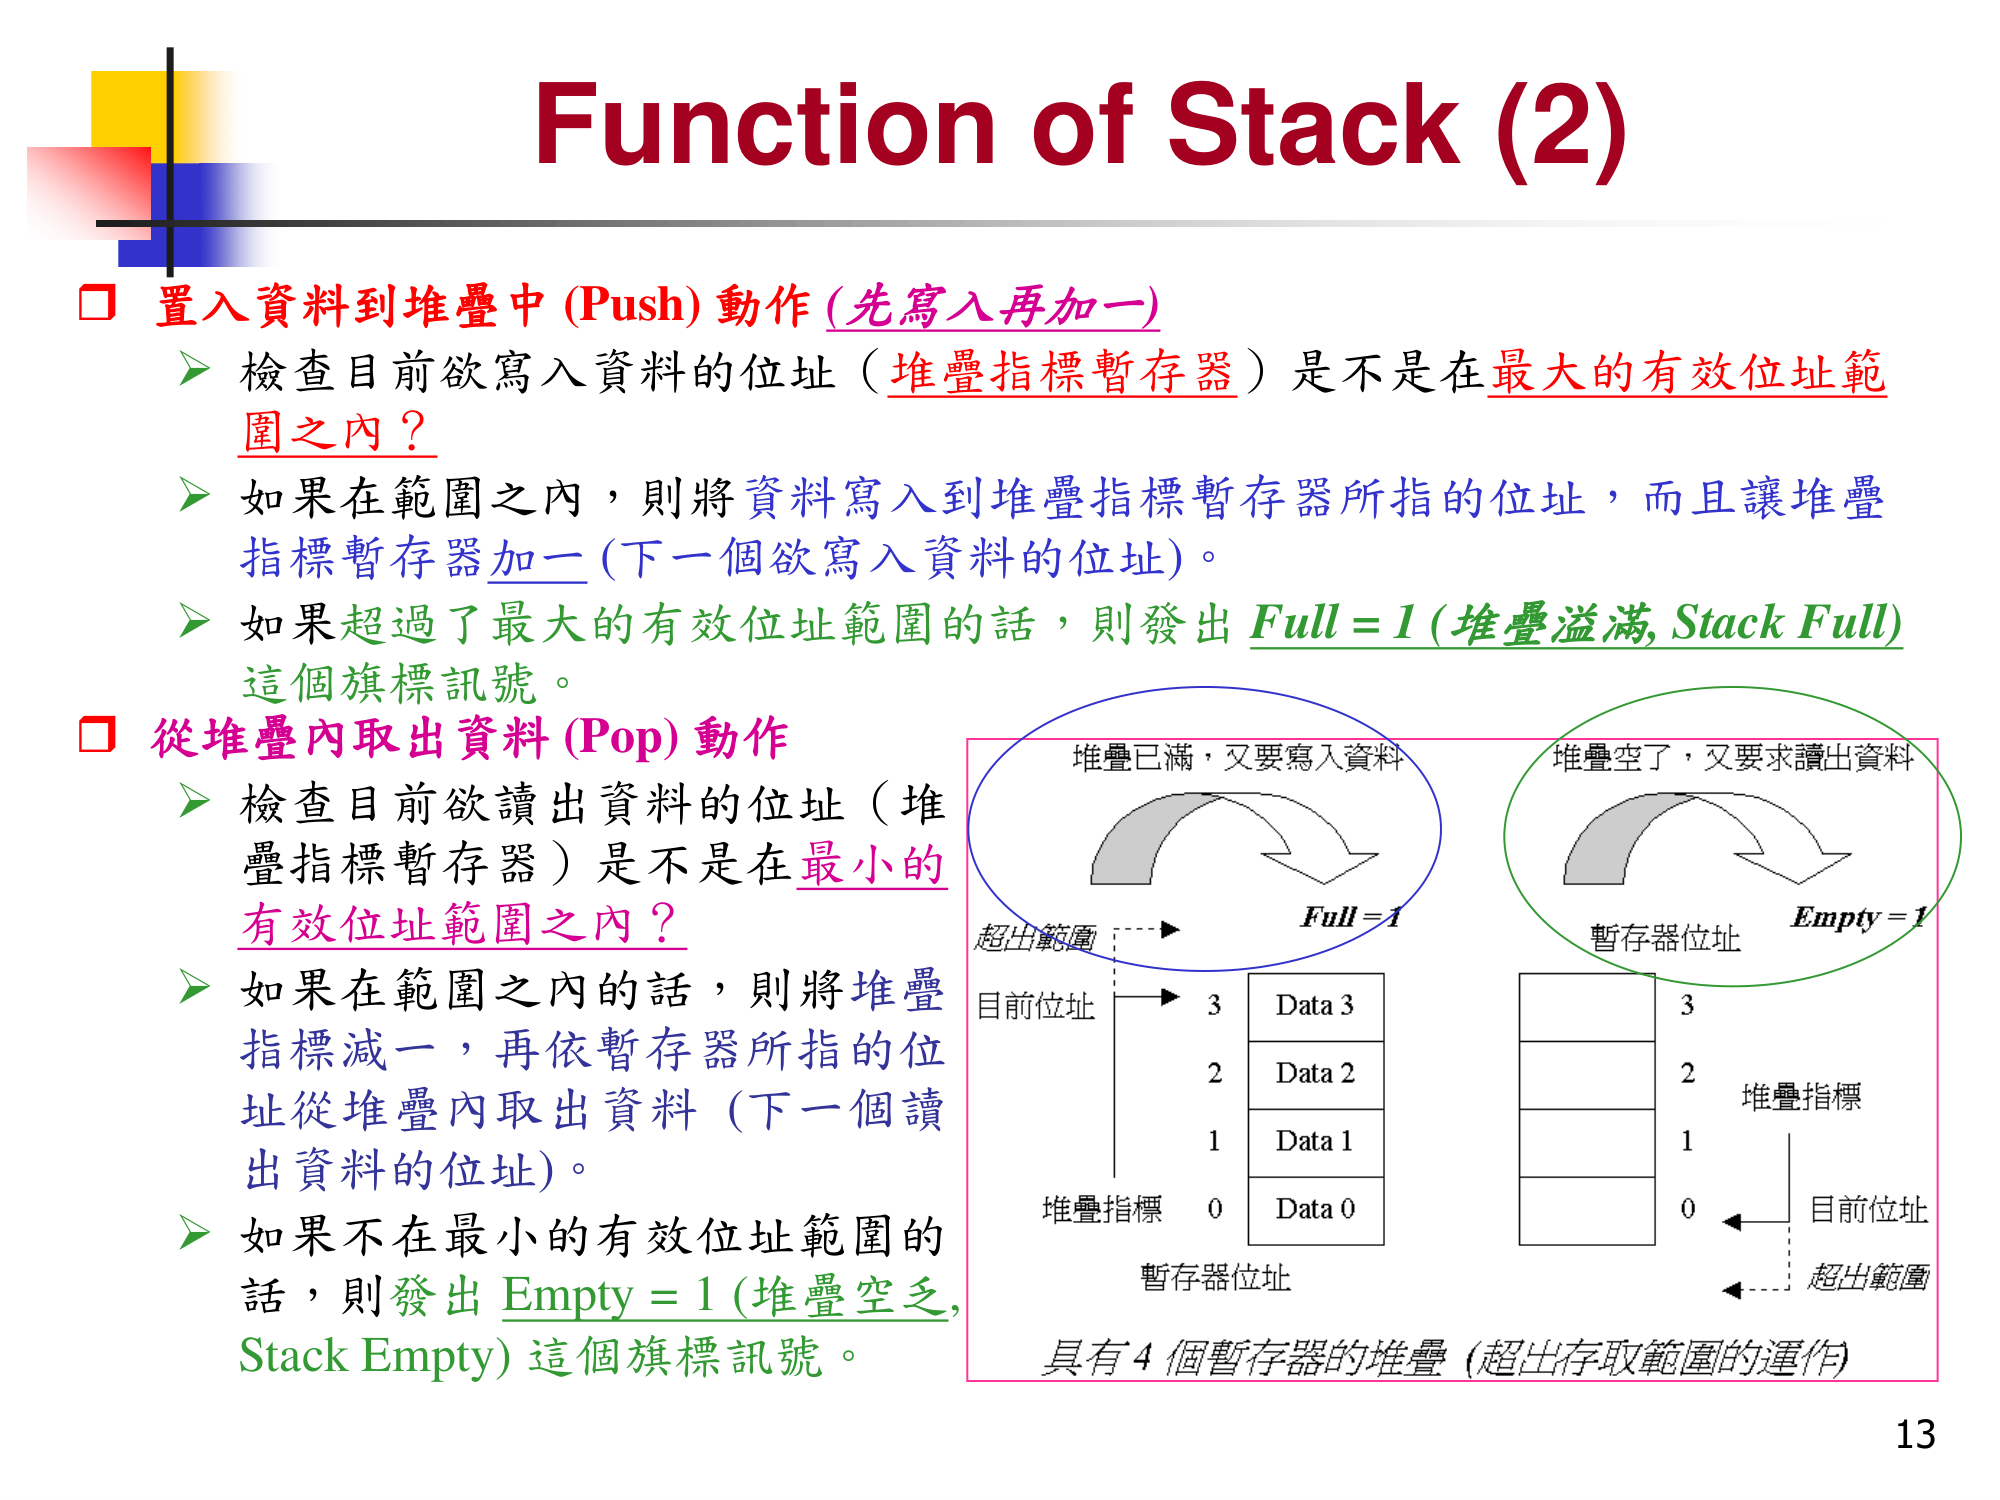 Function of Stack (2)
置入資料到堆疊中 (Push) 動作 (先寫入再加一)
檢查目前欲寫入資料的位址（堆疊指標暫存器）是不是在最大的有效位址範
圍之內？
如果在範圍之內，則將資料寫入到堆疊指標暫存器所指的位址，而且讓堆疊
指標暫存器加一 (下一個欲寫入資料的位址)。
如果超過了最大的有效位址範圍的話，則發出 Full = 1 (堆疊溢滿, Stack Full)
這個旗標訊號。
從堆疊內取出資料 (Pop) 動作
檢查目前欲讀出資料的位址（堆
疊指標暫存器）是不是在最小的
有效位址範圍之內？
如果在範圍之內的話，則將堆疊
指標減一，再依暫存器所指的位
址從堆疊內取出資料 (下一個讀
出資料的位址)。
如果不在最小的有效位址範圍的
話，則發出 Empty = 1 (堆疊空乏,
Stack Empty) 這個旗標訊號。
堆疊已滿，又要寫入資料
Full = 1
超出範圍
目前位址
3 Data 3
2 Data 2
1 Data 1
堆疊指標 0 Data 0
暫存器位址
堆疊空了，又要求讀出資料
Empty = 1
暫存器位址
3
2
堆疊指標
1
0 目前位址
超出範圍
具有 4 個暫存器的堆疊 (超出存取範圍的運作)
13